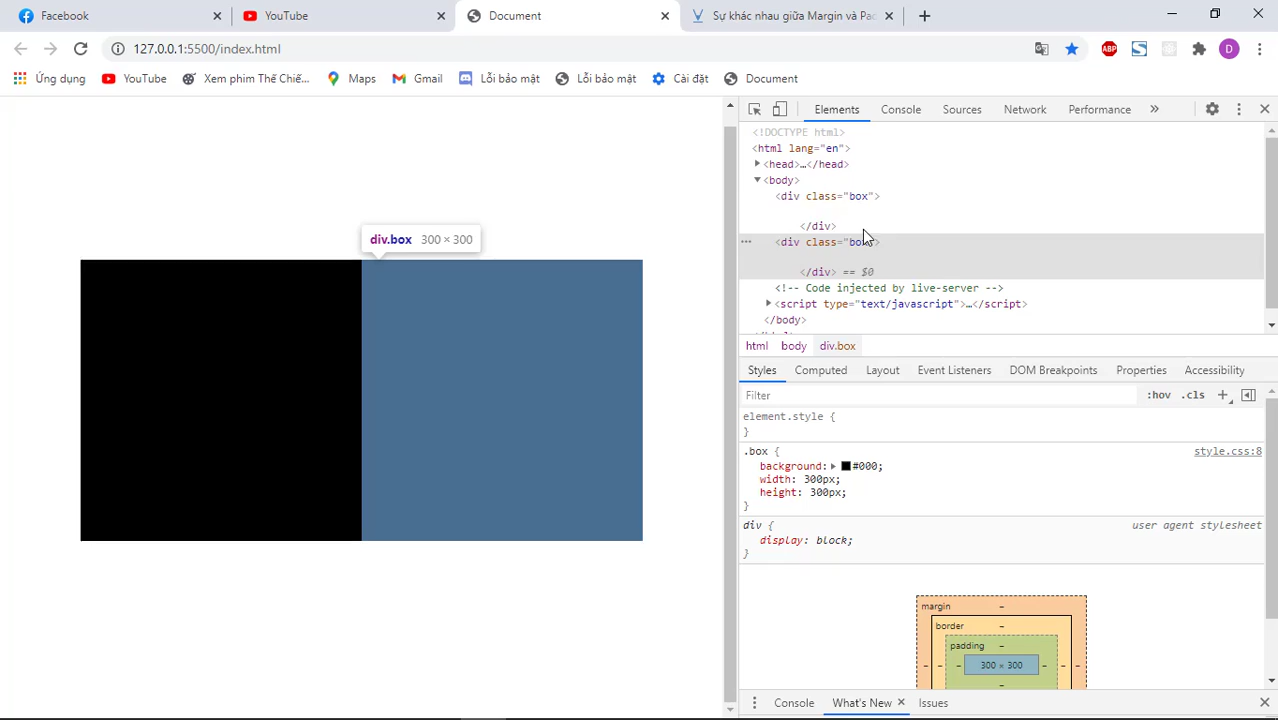 Facebook
YouTube
Document
Sự khác nhau giữa Margin và Pad
127.0.0.1:5500/index.html
ABP
D
Ứng dụng
YouTube
Xem phim Thế Chiế...
Maps
Gmail
Lỗi bảo mật
Lỗi bảo mật
Cài đặt
Document
Elements
Console
Sources
Network
Performance
<!DOCTYPE html>
<html lang="en">
<head>…</head>
<body>
<div class="box">
</div>
<div class="box">
</div> == $0
<!-- Code injected by live-server -->
<script type="text/javascript">…</script>
</body>
div.box 300 × 300
html body div.box
Styles Computed Layout Event Listeners DOM Breakpoints Properties Accessibility
Filter
:hov .cls
element.style {
}
.box { style.css:8
background: #000;
width: 300px;
height: 300px;
}
div { user agent stylesheet
display: block;
}
margin –
border –
padding –
– – – 300 × 300 – – –
–
Console What's New Issues